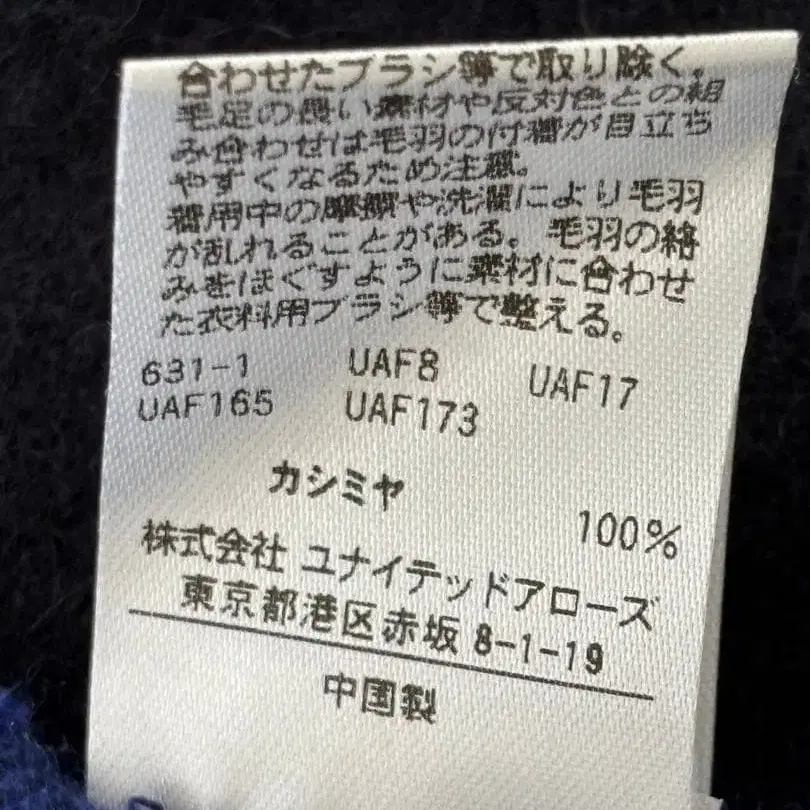 合わせたブラシ等で取り除く。
毛足の長い素材や反対色との組
み合わせは毛羽の付着が目立ち
やすくなるため注意。
着用中の摩擦や洗濯により毛羽
が乱れることがある。毛羽の絡
みをほぐすように素材に合わせ
た衣料用ブラシ等で整える。
631-1 UAF8 UAF17
UAF165 UAF173
カシミヤ
100%
株式会社 ユナイテッドアローズ
東京都港区赤坂 8-1-19
中国製